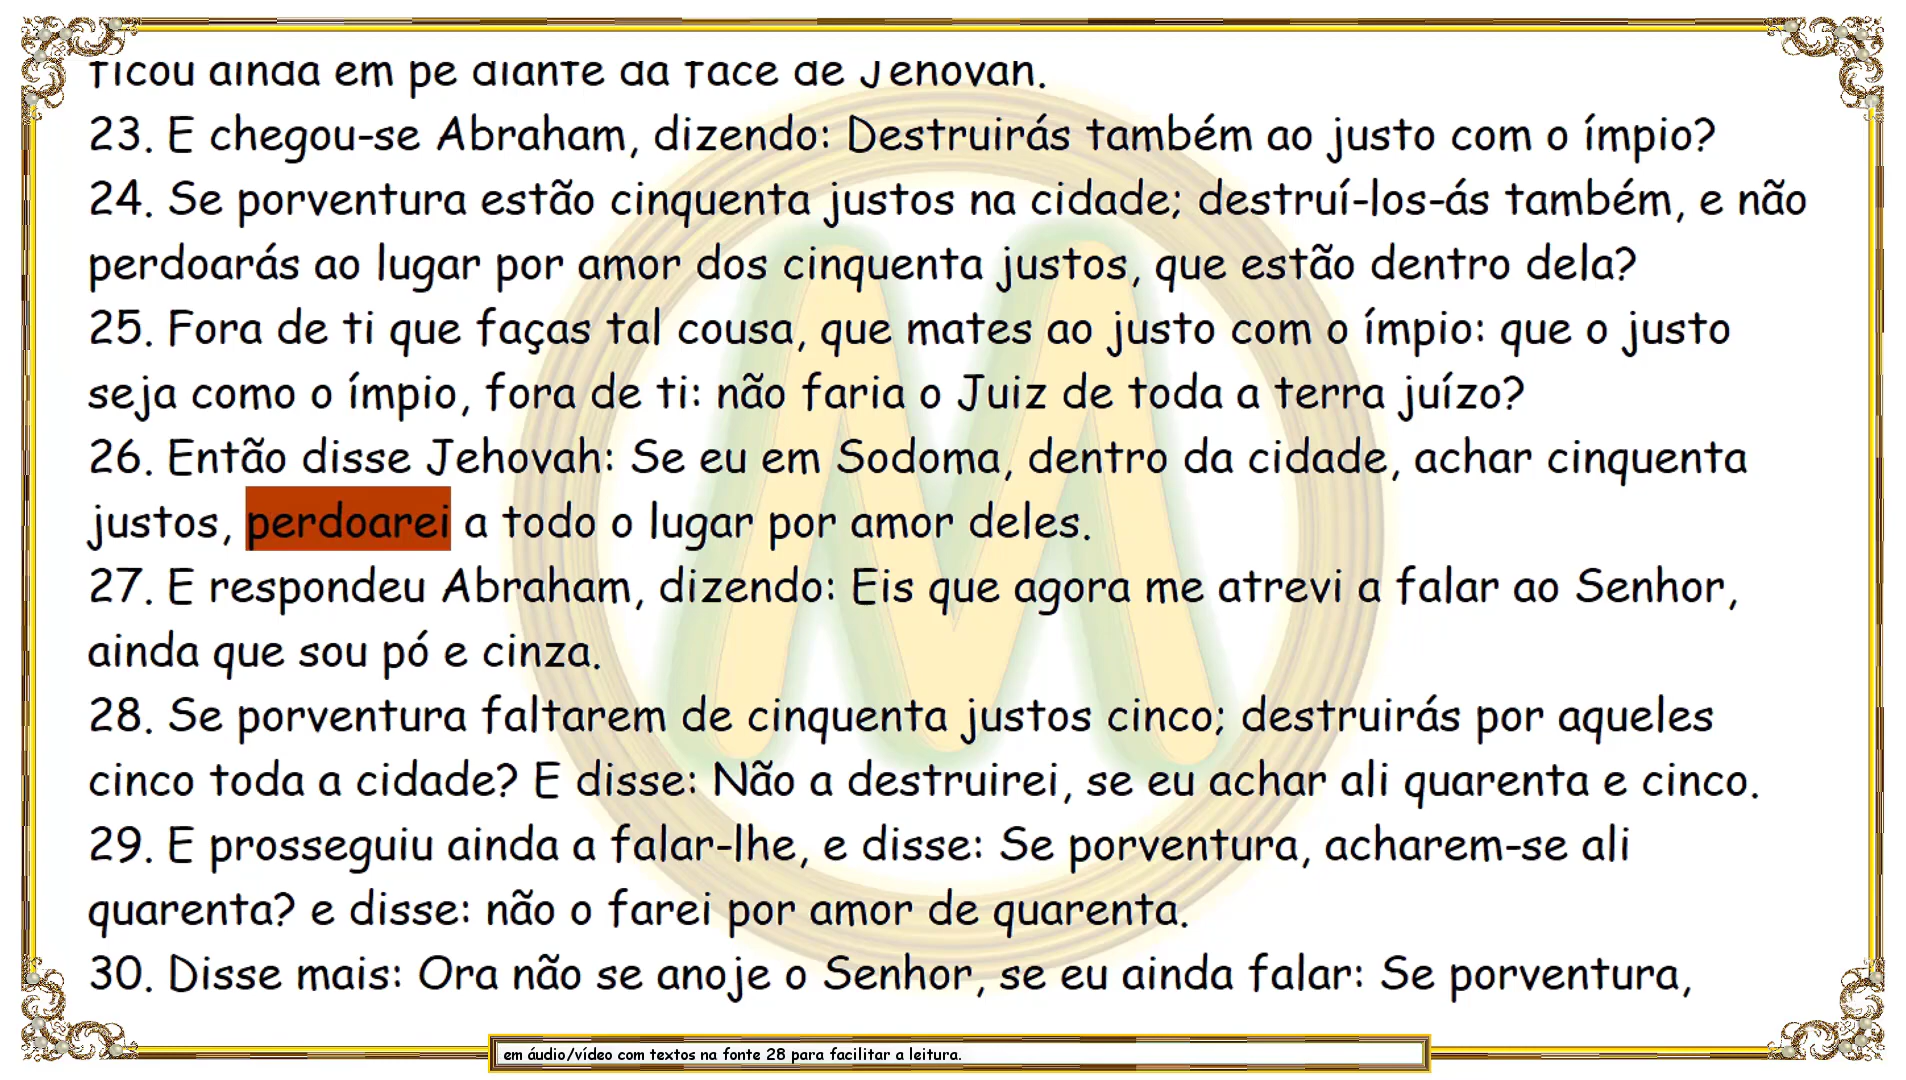 ficou ainda em pé diante da face de Jehovah.
23. E chegou-se Abraham, dizendo: Destruirás também ao justo com o ímpio?
24. Se porventura estão cinquenta justos na cidade; destruí-los-ás também, e não
perdoarás ao lugar por amor dos cinquenta justos, que estão dentro dela?
25. Fora de ti que faças tal cousa, que mates ao justo com o ímpio: que o justo
seja como o ímpio, fora de ti: não faria o Juiz de toda a terra juízo?
26. Então disse Jehovah: Se eu em Sodoma, dentro da cidade, achar cinquenta
justos, perdoarei a todo o lugar por amor deles.
27. E respondeu Abraham, dizendo: Eis que agora me atrevi a falar ao Senhor,
ainda que sou pó e cinza.
28. Se porventura faltarem de cinquenta justos cinco; destruirás por aqueles
cinco toda a cidade? E disse: Não a destruirei, se eu achar ali quarenta e cinco.
29. E prosseguiu ainda a falar-lhe, e disse: Se porventura, acharem-se ali
quarenta? e disse: não o farei por amor de quarenta.
30. Disse mais: Ora não se anoje o Senhor, se eu ainda falar: Se porventura,
em áudio/vídeo com textos na fonte 28 para facilitar a leitura.